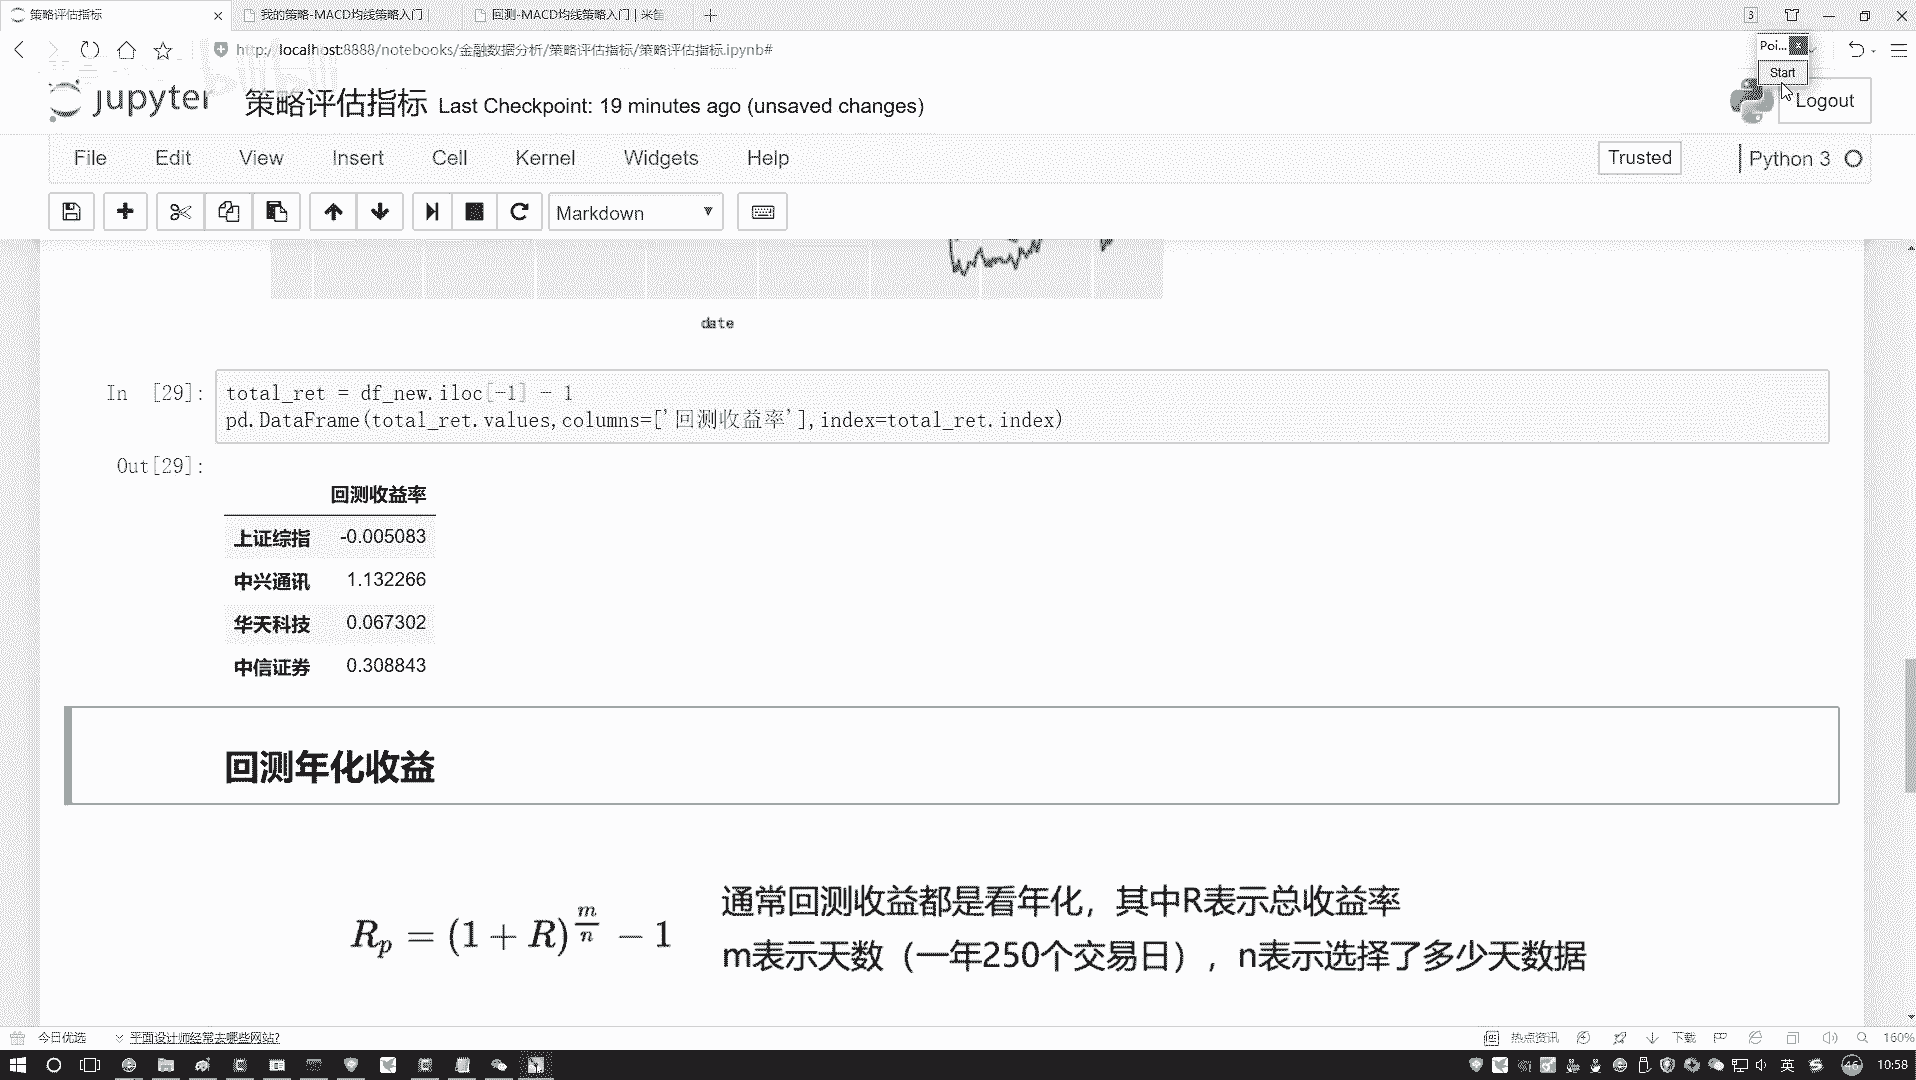 策略评估指标
我的策略-MACD均线策略入门
回测-MACD均线策略入门 | 米筐
3
http://localhost:8888/notebooks/金融数据分析/策略评估指标/策略评估指标.ipynb#
Poi...
Start
jupyter 策略评估指标 Last Checkpoint: 19 minutes ago (unsaved changes)
Logout
File Edit View Insert Cell Kernel Widgets Help
Trusted
Python 3
Markdown
date
In [29]:
total_ret = df_new.iloc[-1] - 1
pd.DataFrame(total_ret.values,columns=['回测收益率'],index=total_ret.index)
Out[29]:
回测收益率
上证综指 -0.005083
中兴通讯 1.132266
华天科技 0.067302
中信证券 0.308843
回测年化收益
R_p = (1 + R)^{m/n} − 1
通常回测收益都是看年化，其中R表示总收益率
m表示天数（一年250个交易日），n表示选择了多少天数据
今日优选
平面设计师经常去哪些网站?
热点资讯
下载
160%
英
46
10:58